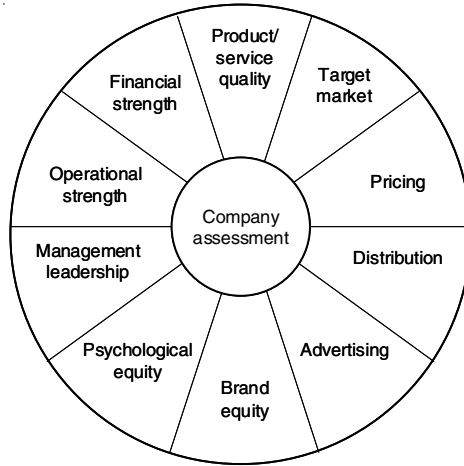 Product/
service
quality
Target
market
Pricing
Distribution
Advertising
Brand
equity
Psychological
equity
Management
leadership
Operational
strength
Financial
strength
Company
assessment